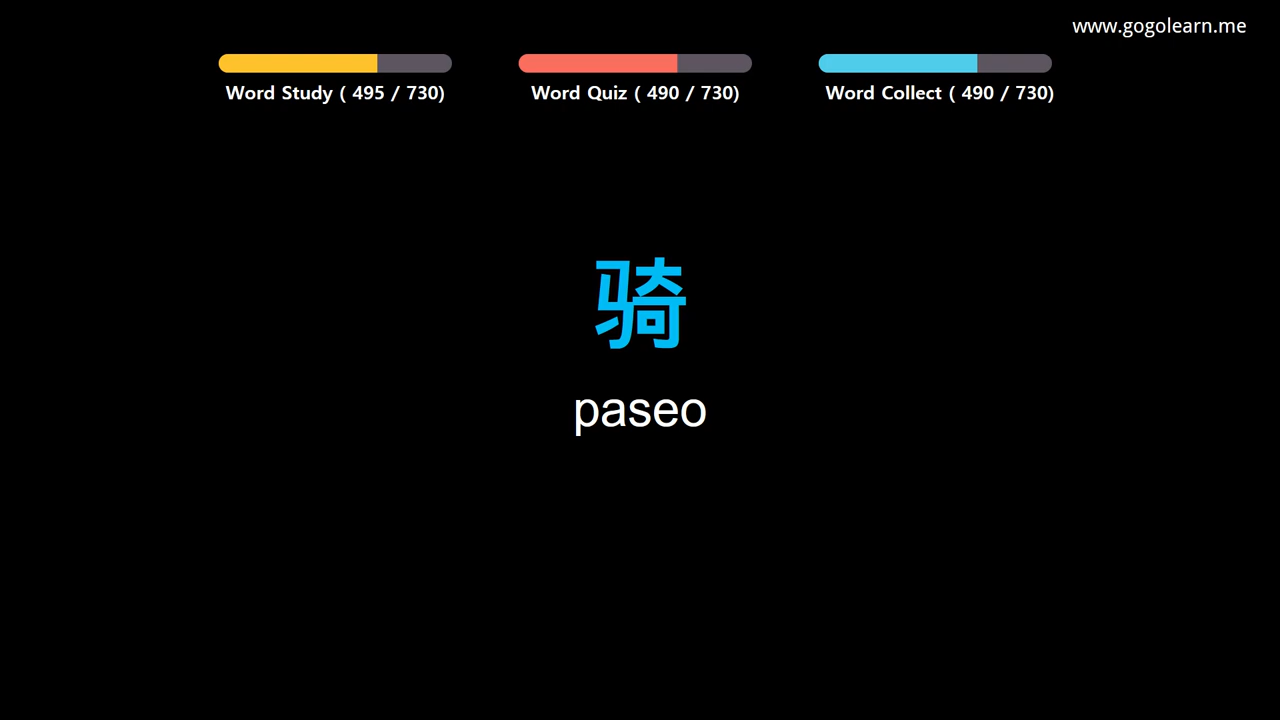 www.gogolearn.me
Word Study ( 495 / 730)
Word Quiz ( 490 / 730)
Word Collect ( 490 / 730)
骑
paseo